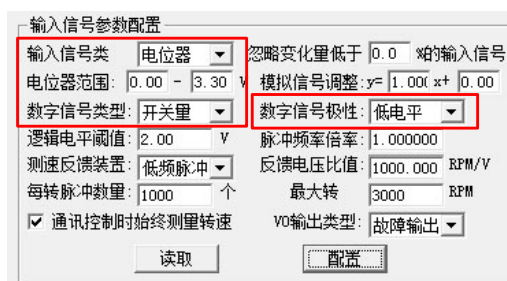 输入信号参数配置
输入信号类 电位器 忽略变化量低于 0.0 %的输入信号
电位器范围: 0.00 - 3.30 V 模拟信号调整: y= 1.00( x+ 0.00
数字信号类型: 开关量 数字信号极性: 低电平
逻辑电平阈值: 2.00 V 脉冲频率倍率: 1.000000
测速反馈装置: 低频脉冲 反馈电压比值: 1000.000 RPM/V
每转脉冲数量: 1000 个 最大转 3000 RPM
通讯控制时始终测量转速 VO输出类型: 故障输出
读取 配置